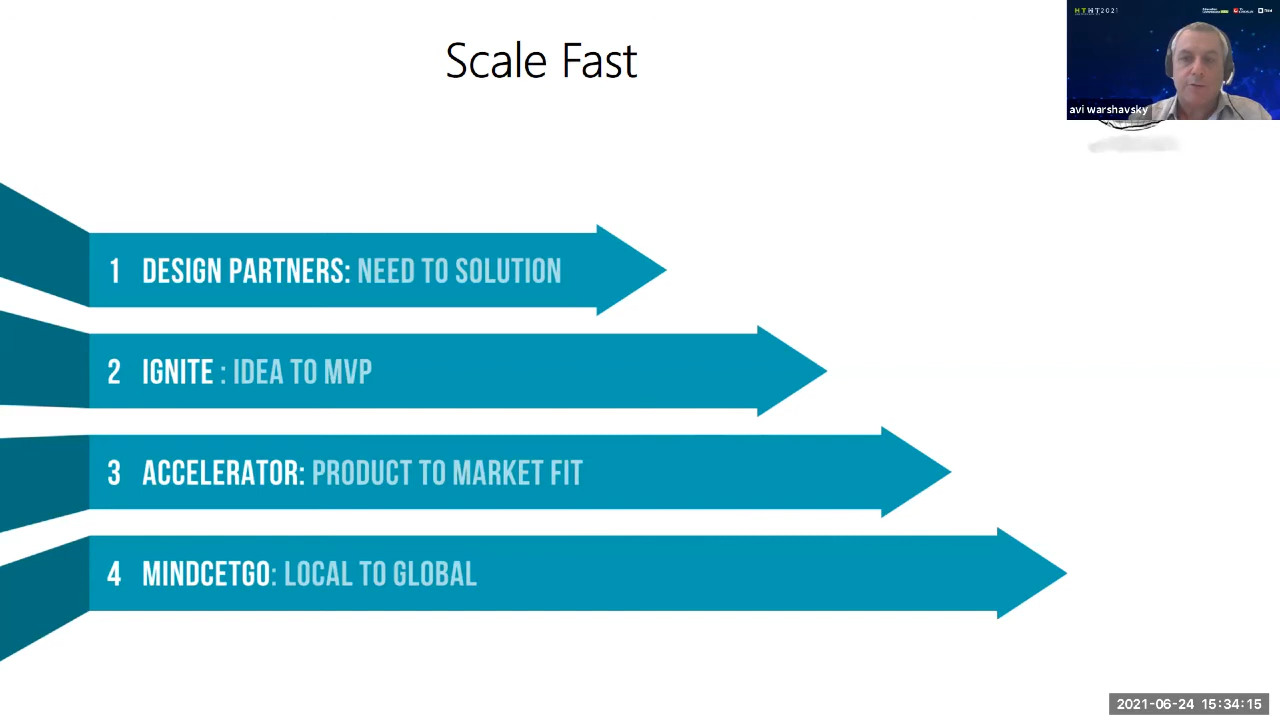 Scale Fast
HTHT2021
avi warshavsky
1 DESIGN PARTNERS: NEED TO SOLUTION
2 IGNITE : IDEA TO MVP
3 ACCELERATOR: PRODUCT TO MARKET FIT
4 MINDCETGO: LOCAL TO GLOBAL
2021-06-24 15:34:15